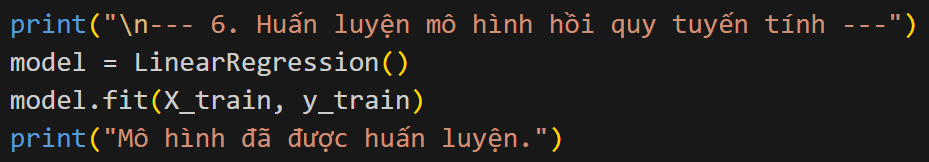 print("\n--- 6. Huấn luyện mô hình hồi quy tuyến tính ---")
model = LinearRegression()
model.fit(X_train, y_train)
print("Mô hình đã được huấn luyện.")